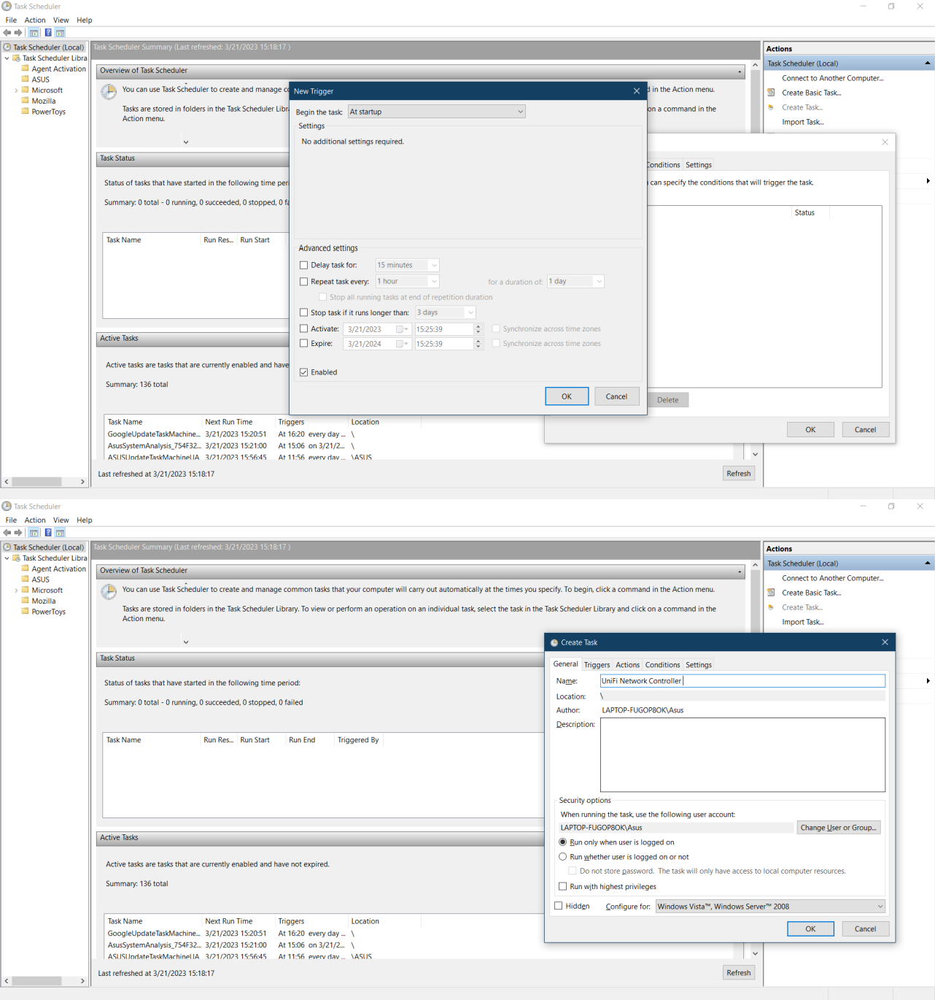 Task Scheduler
File Action View Help
Task Scheduler (Local)
Task Scheduler Libra
Agent Activation
ASUS
Microsoft
Mozilla
PowerToys
Task Scheduler Summary (Last refreshed: 3/21/2023 15:18:17 )
Overview of Task Scheduler
You can use Task Scheduler to create and manage co
d in the Action menu.
Tasks are stored in folders in the Task Scheduler Libr
on a command in the
Action menu.
Task Status
Status of tasks that have started in the following time peri
Summary: 0 total - 0 running, 0 succeeded, 0 stopped, 0 fa
Task Name Run Res... Run Start
Active Tasks
Active tasks are tasks that are currently enabled and have
Summary: 136 total
Task Name Next Run Time Triggers Location
GoogleUpdateTaskMachine... 3/21/2023 15:20:51 At 16:20 every day ... \
AsusSystemAnalysis_754F32... 3/21/2023 15:21:00 At 15:06 on 3/21/2... \
ASUSUpdateTaskMachineUA 3/21/2023 15:56:45 At 11:56 every day ... \ASUS
Last refreshed at 3/21/2023 15:18:17
Refresh
New Trigger
Begin the task: At startup
Settings
No additional settings required.
Advanced settings
Delay task for: 15 minutes
Repeat task every: 1 hour for a duration of: 1 day
Stop all running tasks at end of repetition duration
Stop task if it runs longer than: 3 days
Activate: 3/21/2023 15:25:39 Synchronize across time zones
Expire: 3/21/2024 15:25:39 Synchronize across time zones
Enabled
OK Cancel
Conditions Settings
can specify the conditions that will trigger the task.
Status
Delete
OK Cancel
Actions
Task Scheduler (Local)
Connect to Another Computer...
Create Basic Task...
Create Task...
Import Task...
Task Scheduler
File Action View Help
Task Scheduler (Local)
Task Scheduler Libra
Agent Activation
ASUS
Microsoft
Mozilla
PowerToys
Task Scheduler Summary (Last refreshed: 3/21/2023 15:18:17 )
Overview of Task Scheduler
You can use Task Scheduler to create and manage common tasks that your computer will carry out automatically at the times you specify. To begin, click a command in the Action menu.
Tasks are stored in folders in the Task Scheduler Library. To view or perform an operation on an individual task, select the task in the Task Scheduler Library and click on a command in the
Action menu.
Task Status
Status of tasks that have started in the following time period:
Summary: 0 total - 0 running, 0 succeeded, 0 stopped, 0 failed
Task Name Run Res... Run Start Run End Triggered By
Active Tasks
Active tasks are tasks that are currently enabled and have not expired.
Summary: 136 total
Task Name Next Run Time Triggers Location
GoogleUpdateTaskMachine... 3/21/2023 15:20:51 At 16:20 every day ... \
AsusSystemAnalysis_754F32... 3/21/2023 15:21:00 At 15:06 on 3/21/2... \
ASUSUpdateTaskMachineUA 3/21/2023 15:56:45 At 11:56 every day ... \ASUS
Last refreshed at 3/21/2023 15:18:17
Refresh
Create Task
General Triggers Actions Conditions Settings
Name: UniFi Network Controller
Location: \
Author: LAPTOP-FUGOP8OK\Asus
Description:
Security options
When running the task, use the following user account:
LAPTOP-FUGOP8OK\Asus
Change User or Group...
Run only when user is logged on
Run whether user is logged on or not
Do not store password. The task will only have access to local computer resources.
Run with highest privileges
Hidden Configure for: Windows Vista™, Windows Server™ 2008
OK Cancel
Actions
Task Scheduler (Local)
Connect to Another Computer...
Create Basic Task...
Create Task...
Import Task...